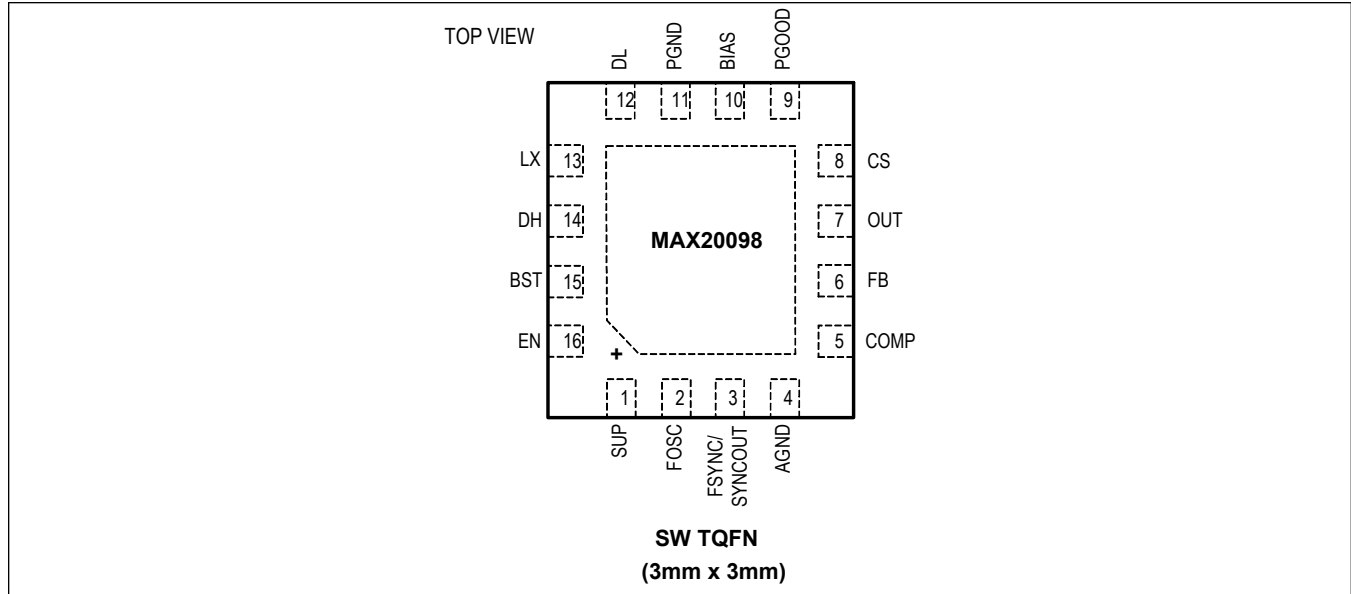 TOP VIEW
DL
PGND
BIAS
PGOOD
12
11
10
9
LX
13
8
CS
DH
14
7
OUT
MAX20098
BST
15
6
FB
EN
16
5
COMP
+
1
2
3
4
SUP
FOSC
FSYNC/
SYNCOUT
AGND
SW TQFN
(3mm x 3mm)